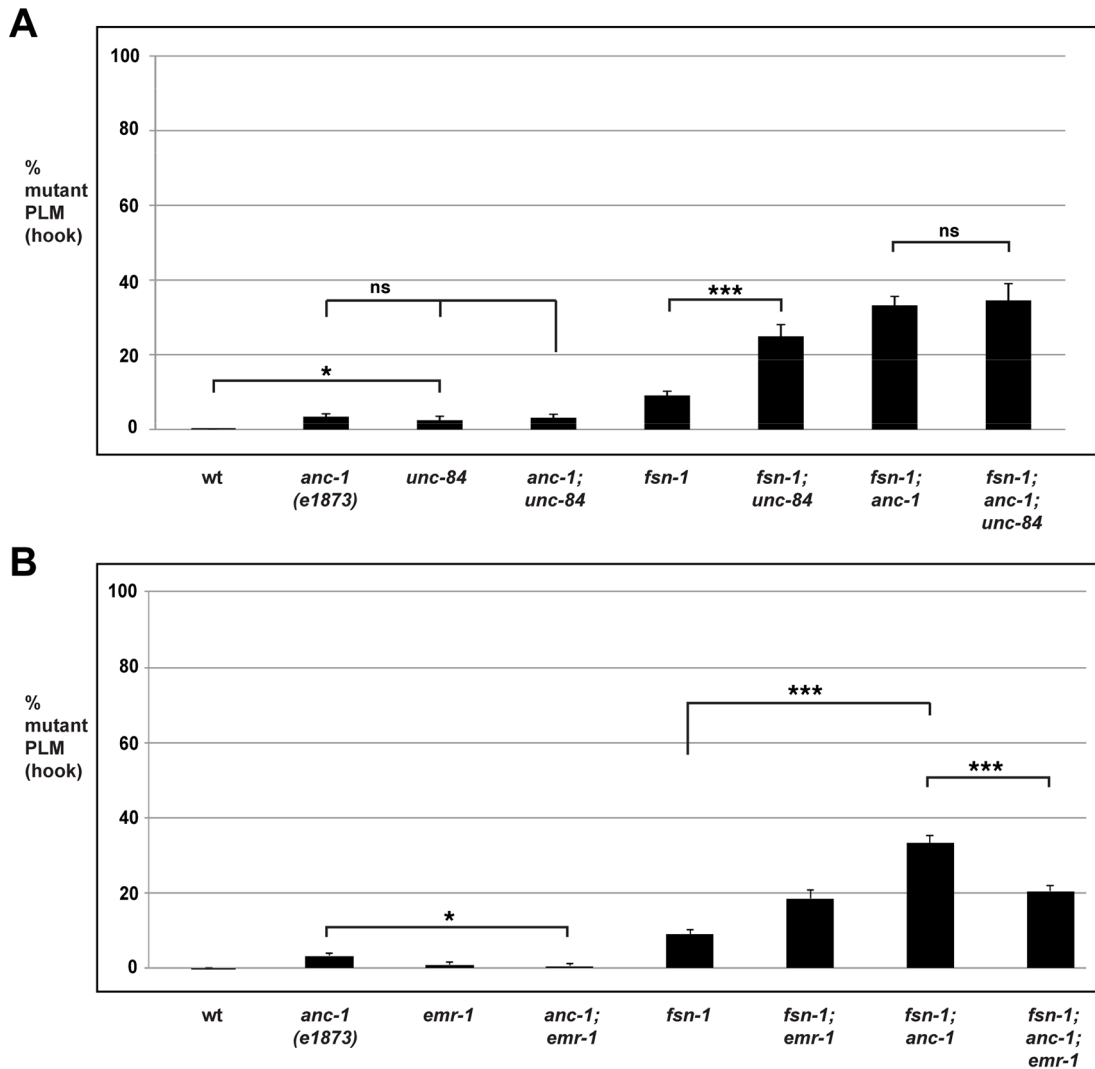 A
100
80
60
40
20
0
%
mutant
PLM
(hook)
ns
*
***
ns
wt
anc-1
(e1873)
unc-84
anc-1;
unc-84
fsn-1
fsn-1;
unc-84
fsn-1;
anc-1
fsn-1;
anc-1;
unc-84
B
100
80
60
40
20
0
%
mutant
PLM
(hook)
***
***
*
wt
anc-1
(e1873)
emr-1
anc-1;
emr-1
fsn-1
fsn-1;
emr-1
fsn-1;
anc-1
fsn-1;
anc-1;
emr-1